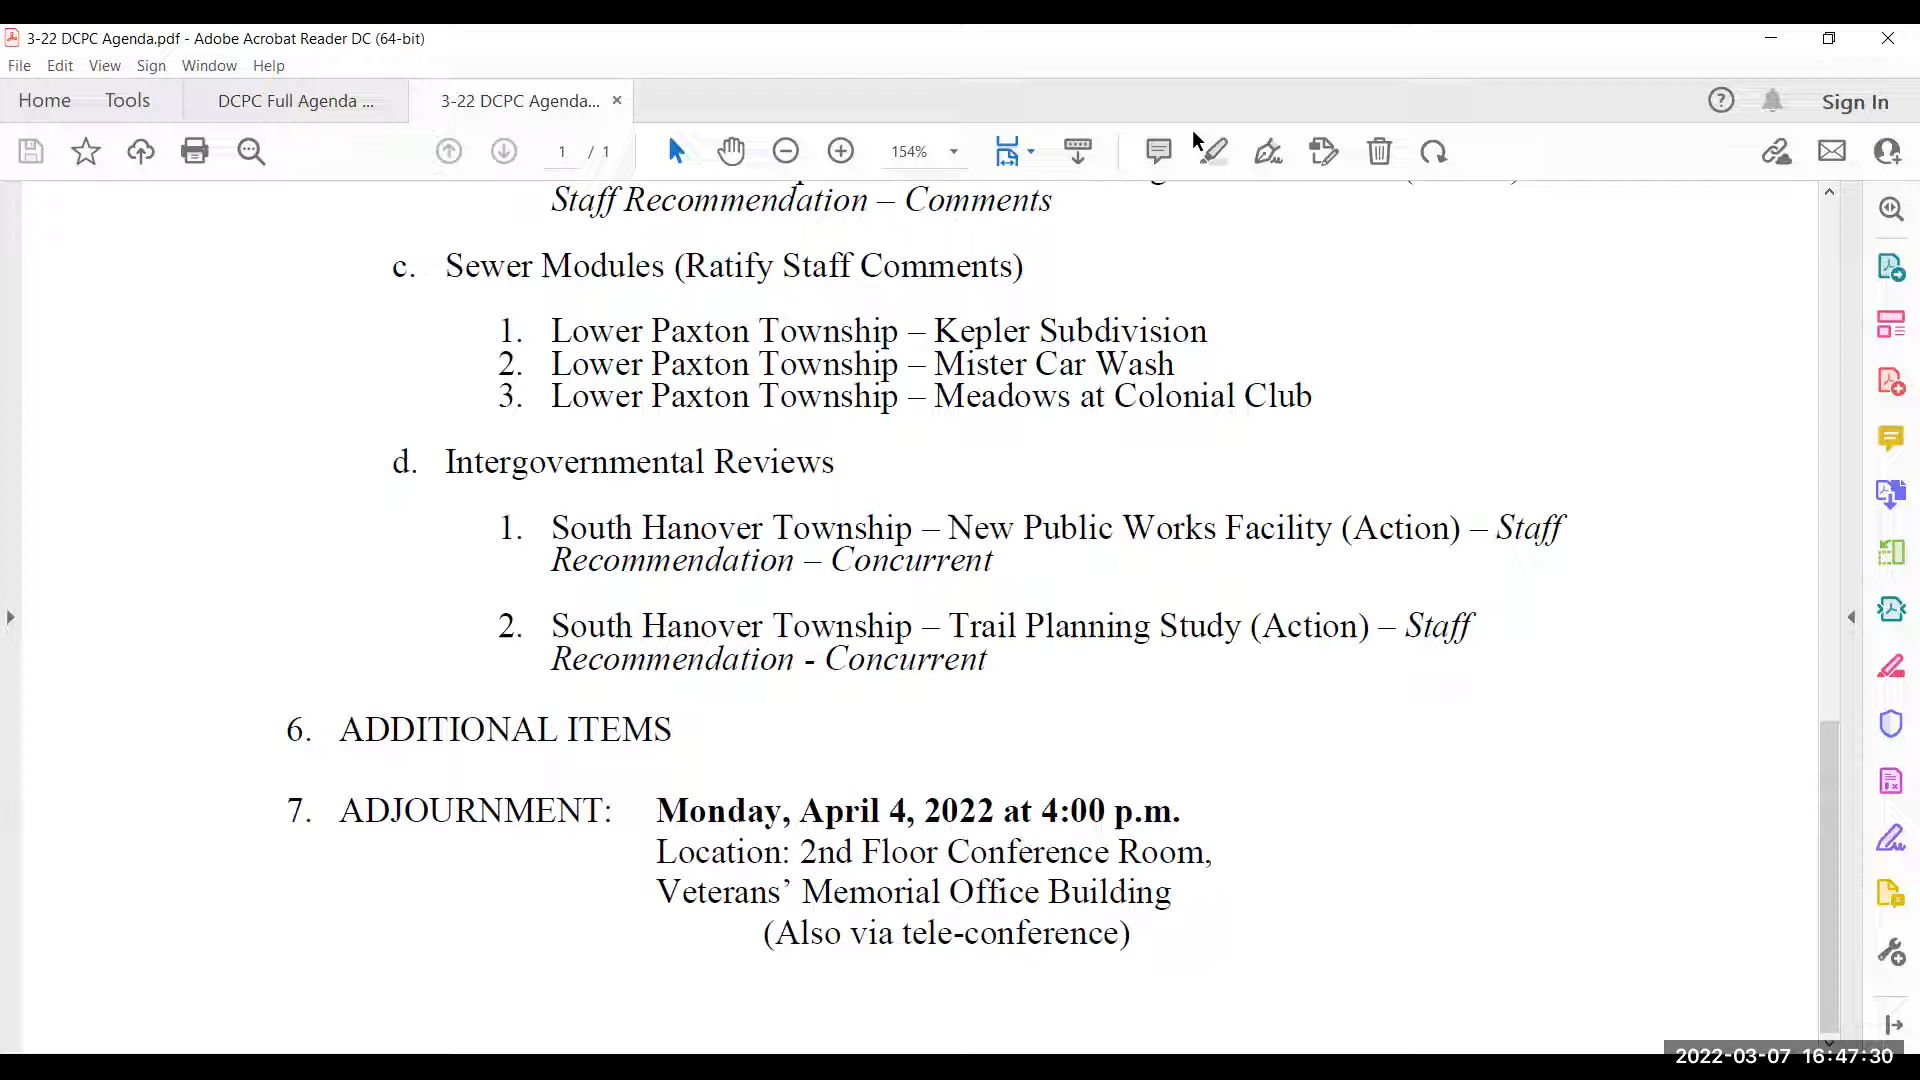 3-22 DCPC Agenda.pdf - Adobe Acrobat Reader DC (64-bit)
File Edit View Sign Window Help
Home Tools DCPC Full Agenda ... 3-22 DCPC Agenda... ×
Sign In
1 / 1 154%
Staff Recommendation – Comments
c. Sewer Modules (Ratify Staff Comments)
1. Lower Paxton Township – Kepler Subdivision
2. Lower Paxton Township – Mister Car Wash
3. Lower Paxton Township – Meadows at Colonial Club
d. Intergovernmental Reviews
1. South Hanover Township – New Public Works Facility (Action) – Staff
Recommendation – Concurrent
2. South Hanover Township – Trail Planning Study (Action) – Staff
Recommendation - Concurrent
6. ADDITIONAL ITEMS
7. ADJOURNMENT: Monday, April 4, 2022 at 4:00 p.m.
Location: 2nd Floor Conference Room,
Veterans’ Memorial Office Building
(Also via tele-conference)
2022-03-07 16:47:30